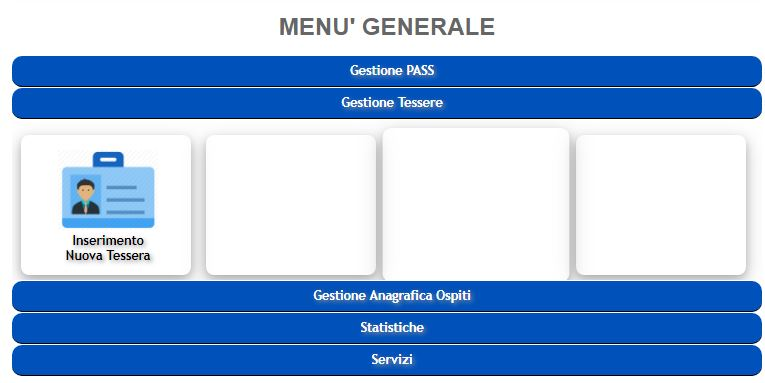 MENU' GENERALE
Gestione PASS
Gestione Tessere
Inserimento
Nuova Tessera
Gestione Anagrafica Ospiti
Statistiche
Servizi